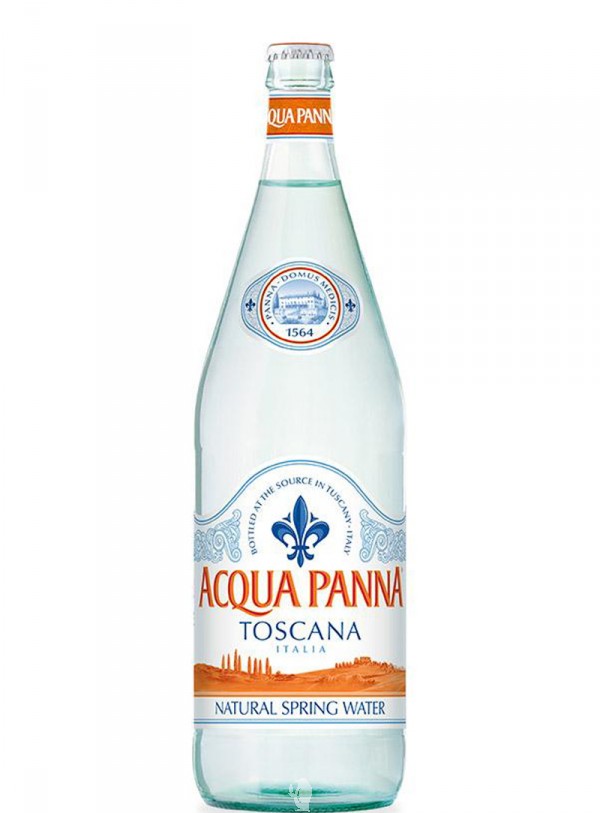 ACQUA PANN
PANNA · DOMUS MEDICIS ·
1564
BOTTLED AT THE SOURCE IN TUSCANY - ITALY
ACQUA PANNA
TOSCANA
ITALIA
NATURAL SPRING WATER